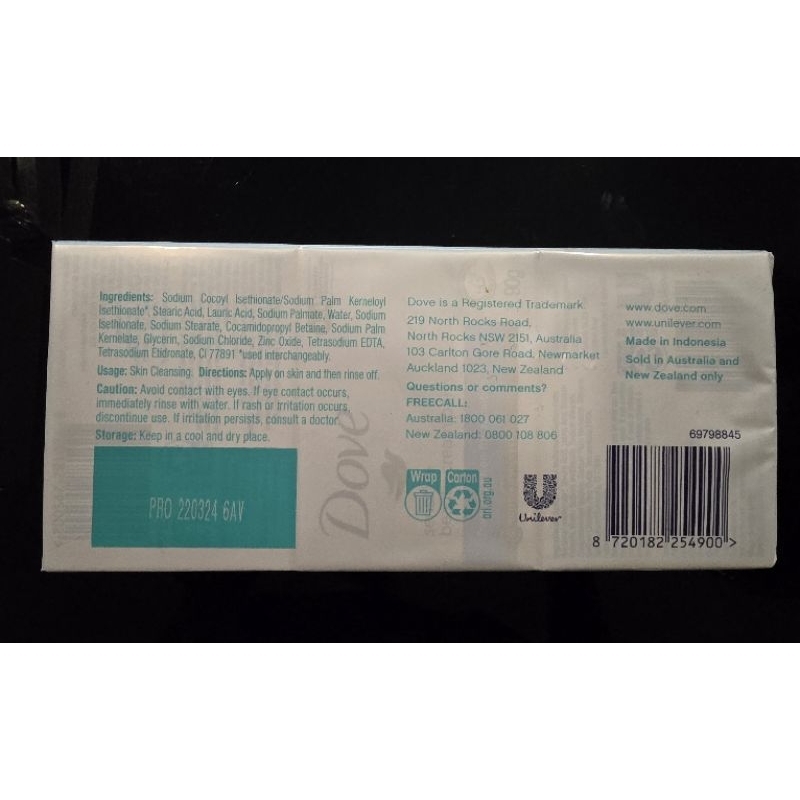 Ingredients: Sodium Cocoyl Isethionate/Sodium Palm Kerneloyl
Isethionate*, Stearic Acid, Lauric Acid, Sodium Palmate, Water, Sodium
Isethionate, Sodium Stearate, Cocamidopropyl Betaine, Sodium Palm
Kernelate, Glycerin, Sodium Chloride, Zinc Oxide, Tetrasodium EDTA,
Tetrasodium Etidronate, CI 77891 *used interchangeably.
Usage: Skin Cleansing. Directions: Apply on skin and then rinse off.
Caution: Avoid contact with eyes. If eye contact occurs,
immediately rinse with water. If rash or irritation occurs
discontinue use. If irritation persists, consult a doctor
Storage: Keep in a cool and dry place.
PRO 220324 6AV
Dove
90g
Dove is a Registered Trademark.
219 North Rocks Road,
North Rocks NSW 2151, Australia
103 Carlton Gore Road, Newmarket
Auckland 1023, New Zealand
Questions or comments?
FREECALL:
Australia: 1800 061 027
New Zealand: 0800 108 806
Wrap
Carton
arl.org.au
Unilever
www.dove.com
www.unilever.com
Made in Indonesia
Sold in Australia and
New Zealand only
69798845
8 720182 254900 >